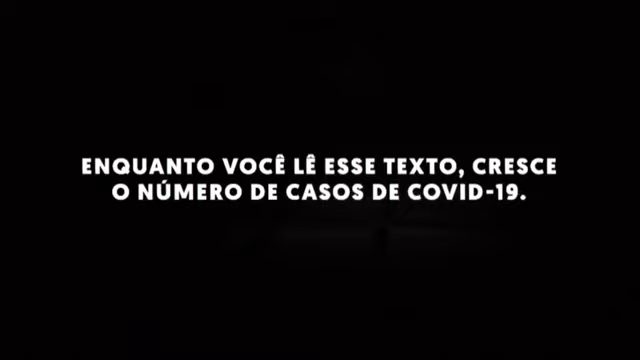 ENQUANTO VOCÊ LÊ ESSE TEXTO, CRESCE
O NÚMERO DE CASOS DE COVID-19.